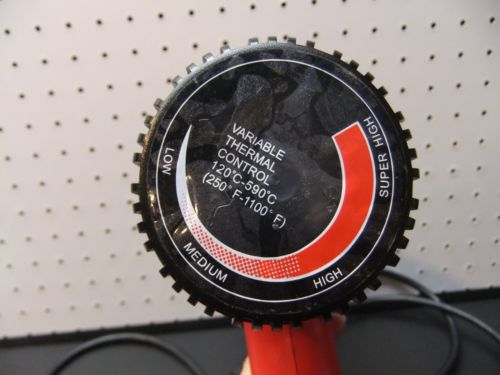 VARIABLE
THERMAL
CONTROL
120°C-590°C
(250° F-1100° F)
LOW
MEDIUM
HIGH
SUPER HIGH